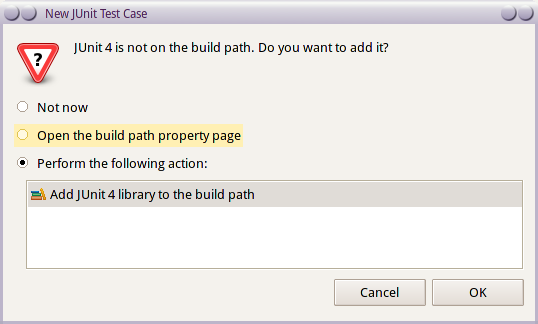 New JUnit Test Case
JUnit 4 is not on the build path. Do you want to add it?
Not now
Open the build path property page
Perform the following action:
Add JUnit 4 library to the build path
Cancel OK